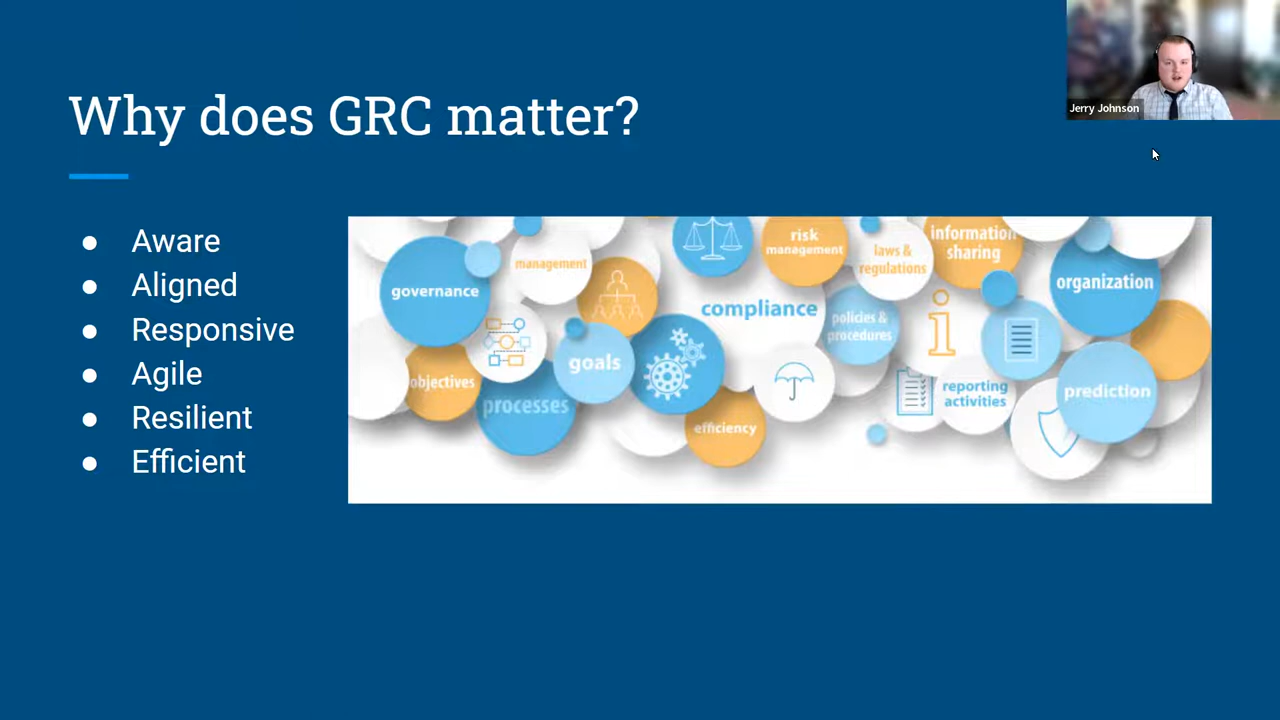 Why does GRC matter?
Jerry Johnson
● Aware
● Aligned
● Responsive
● Agile
● Resilient
● Efficient
governance
management
objectives
processes
goals
compliance
efficiency
risk
management
laws &
regulations
policies &
procedures
information
sharing
reporting
activities
organization
prediction